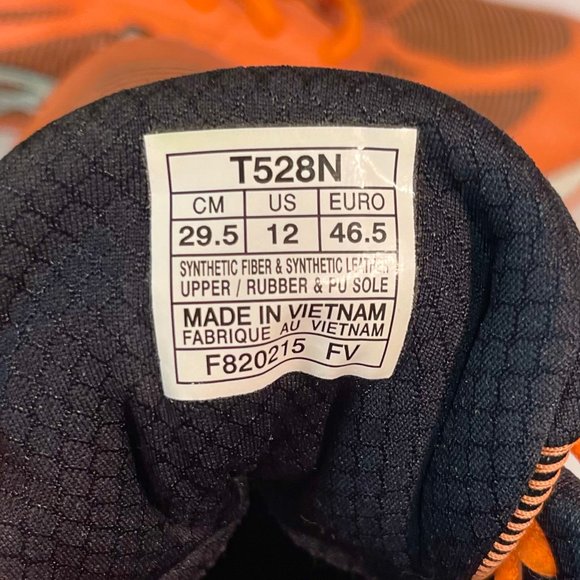 T528N
CM US EURO
29.5 12 46.5
SYNTHETIC FIBER & SYNTHETIC LEATHER
UPPER / RUBBER & PU SOLE
MADE IN VIETNAM
FABRIQUE AU VIETNAM
F820215 FV